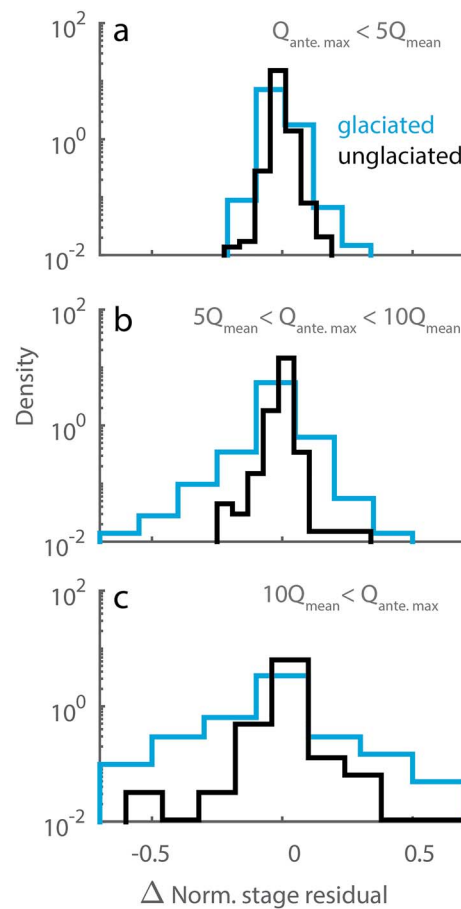 a
Q_ante. max < 5Q_mean
10^2
glaciated
unglaciated
10^0
10^-2
b
5Q_mean < Q_ante. max < 10Q_mean
10^2
Density
10^0
10^-2
c
10Q_mean < Q_ante. max
10^2
10^0
10^-2
-0.5 0 0.5
Δ Norm. stage residual